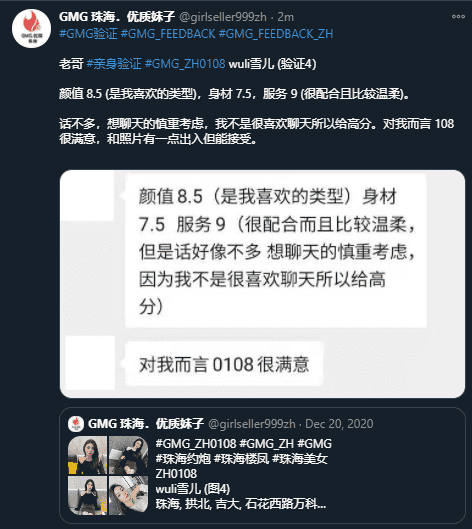 GMG 珠海．优质妹子 @girlseller999zh · 2m
#GMG验证 #GMG_FEEDBACK #GMG_FEEDBACK_ZH
老哥 #亲身验证 #GMG_ZH0108 wuli雪儿 (验证4)
颜值 8.5 (是我喜欢的类型)，身材 7.5，服务 9 (很配合且比较温柔)。
话不多，想聊天的慎重考虑，我不是很喜欢聊天所以给高分。对我而言 108
很满意，和照片有一点出入但能接受。
颜值8.5（是我喜欢的类型）身材
7.5 服务9（很配合而且比较温柔，
但是话好像不多 想聊天的慎重考虑，
因为我不是很喜欢聊天所以给高
分）
对我而言0108很满意
GMG 珠海．优质妹子 @girlseller999zh · Dec 20, 2020
#GMG_ZH0108 #GMG_ZH #GMG
#珠海约炮 #珠海楼凤 #珠海美女
ZH0108
wuli雪儿 (图4)
珠海, 拱北, 吉大, 石花西路万科...